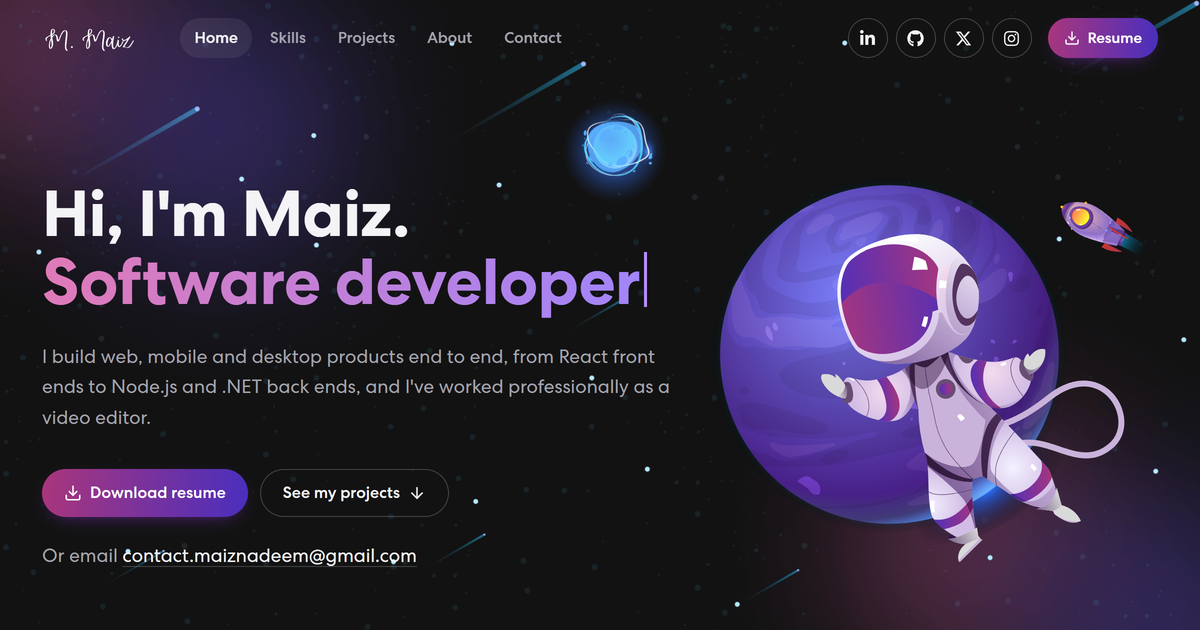 M. Maiz
Home Skills Projects About Contact
in X Resume
Hi, I'm Maiz.
Software developer
I build web, mobile and desktop products end to end, from React front
ends to Node.js and .NET back ends, and I've worked professionally as a
video editor.
Download resume See my projects
Or email contact.maiznadeem@gmail.com